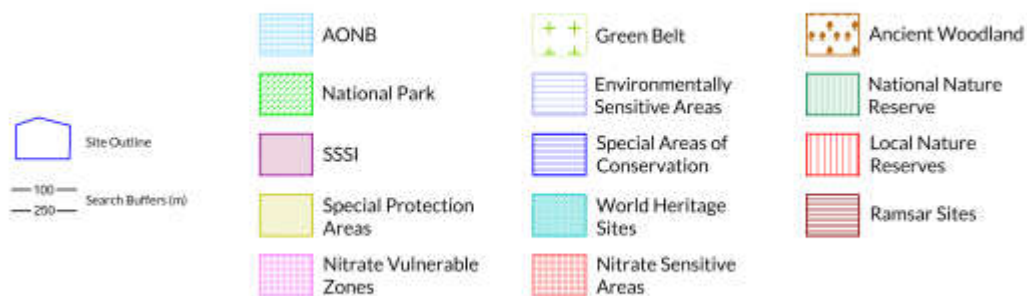 Site Outline
100
250
Search Buffers (m)
AONB
National Park
SSSI
Special Protection
Areas
Nitrate Vulnerable
Zones
Green Belt
Environmentally
Sensitive Areas
Special Areas of
Conservation
World Heritage
Sites
Nitrate Sensitive
Areas
Ancient Woodland
National Nature
Reserve
Local Nature
Reserves
Ramsar Sites